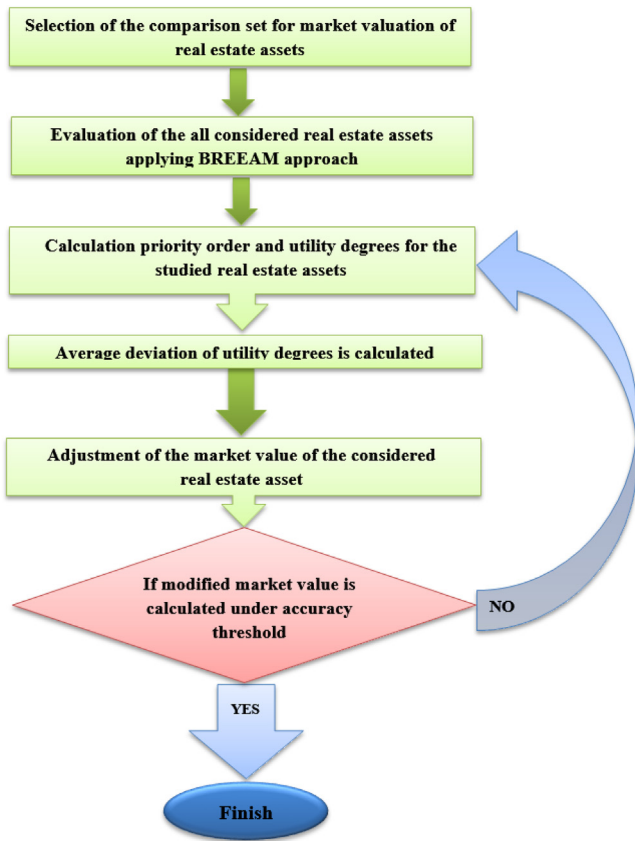 Selection of the comparison set for market valuation of
real estate assets
Evaluation of the all considered real estate assets
applying BREEAM approach
Calculation priority order and utility degrees for the
studied real estate assets
Average deviation of utility degrees is calculated
Adjustment of the market value of the considered
real estate asset
If modified market value is
calculated under accuracy
threshold
NO
YES
Finish